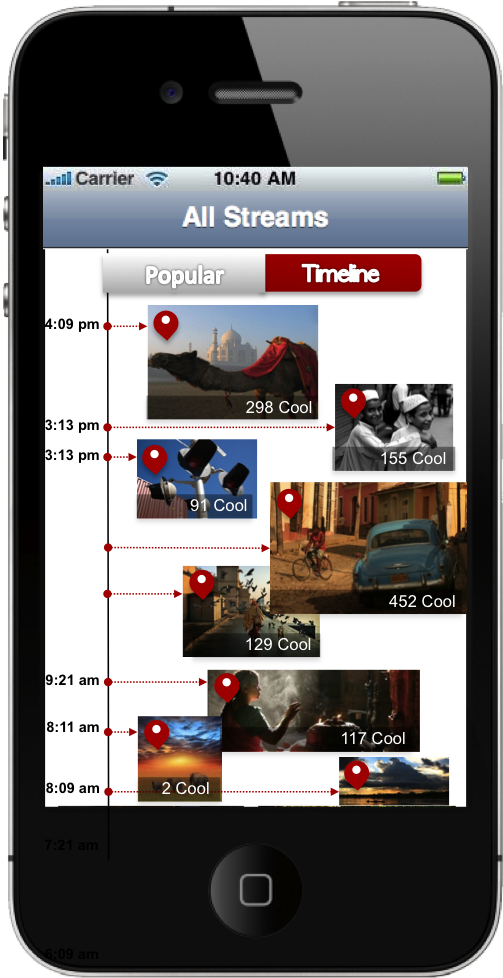 Carrier 10:40 AM
All Streams
Popular Timeline
4:09 pm
298 Cool
3:13 pm
155 Cool
3:13 pm
91 Cool
452 Cool
129 Cool
9:21 am
117 Cool
8:11 am
2 Cool
8:09 am
7:21 am
6:09 am